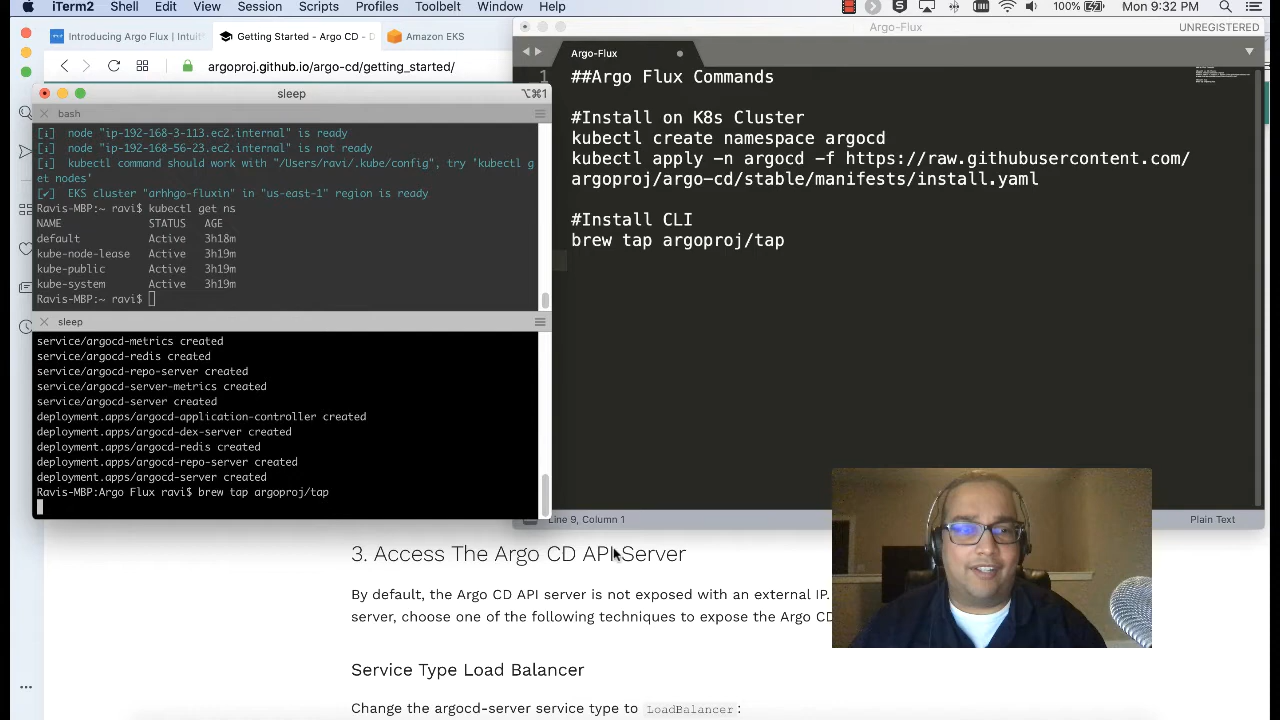 iTerm2 Shell Edit View Session Scripts Profiles Toolbelt Window Help
100% Mon 9:32 PM
Introducing Argo Flux | Intuit
Getting Started - Argo CD - D
Amazon EKS
argoproj.github.io/argo-cd/getting_started/
Argo-Flux
UNREGISTERED
Argo-Flux
1
##Argo Flux Commands
#Install on K8s Cluster
kubectl create namespace argocd
kubectl apply -n argocd -f https://raw.githubusercontent.com/
argoproj/argo-cd/stable/manifests/install.yaml
#Install CLI
brew tap argoproj/tap
Line 9, Column 1
Plain Text
sleep
⌥⌘1
bash
[i] node "ip-192-168-3-113.ec2.internal" is ready
[i] node "ip-192-168-56-23.ec2.internal" is not ready
[i] kubectl command should work with "/Users/ravi/.kube/config", try 'kubectl g
et nodes'
[✓] EKS cluster "arhhgo-fluxin" in "us-east-1" region is ready
Ravis-MBP:~ ravi$ kubectl get ns
NAME STATUS AGE
default Active 3h18m
kube-node-lease Active 3h19m
kube-public Active 3h19m
kube-system Active 3h19m
Ravis-MBP:~ ravi$
sleep
service/argocd-metrics created
service/argocd-redis created
service/argocd-repo-server created
service/argocd-server-metrics created
service/argocd-server created
deployment.apps/argocd-application-controller created
deployment.apps/argocd-dex-server created
deployment.apps/argocd-redis created
deployment.apps/argocd-repo-server created
deployment.apps/argocd-server created
Ravis-MBP:Argo Flux ravi$ brew tap argoproj/tap
3. Access The Argo CD API Server
By default, the Argo CD API server is not exposed with an external IP.
server, choose one of the following techniques to expose the Argo CD
Service Type Load Balancer
Change the argocd-server service type to LoadBalancer: